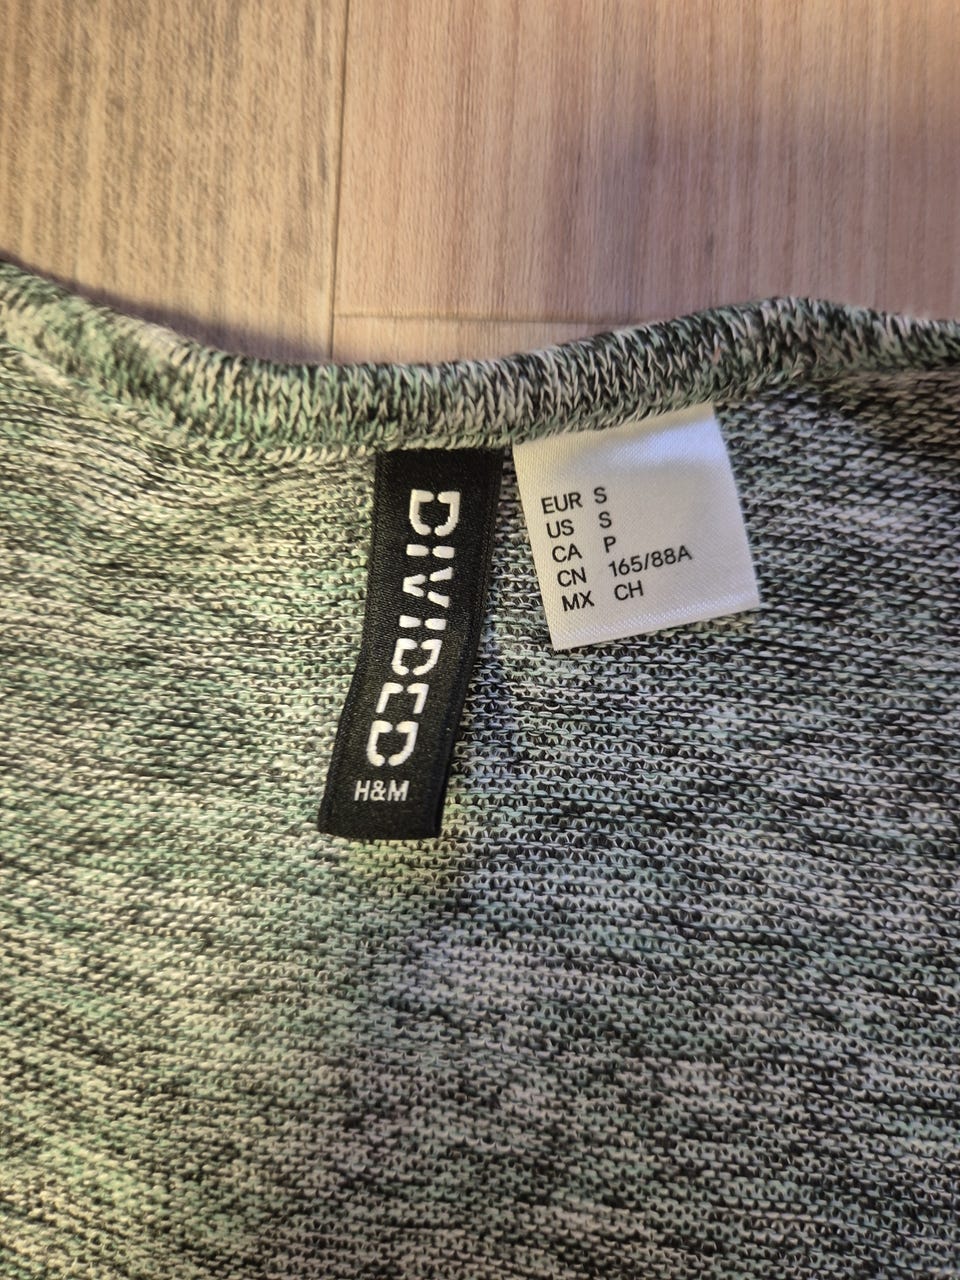 DIVIDED
H&M
EUR S
US S
CA P
CN 165/88A
MX CH